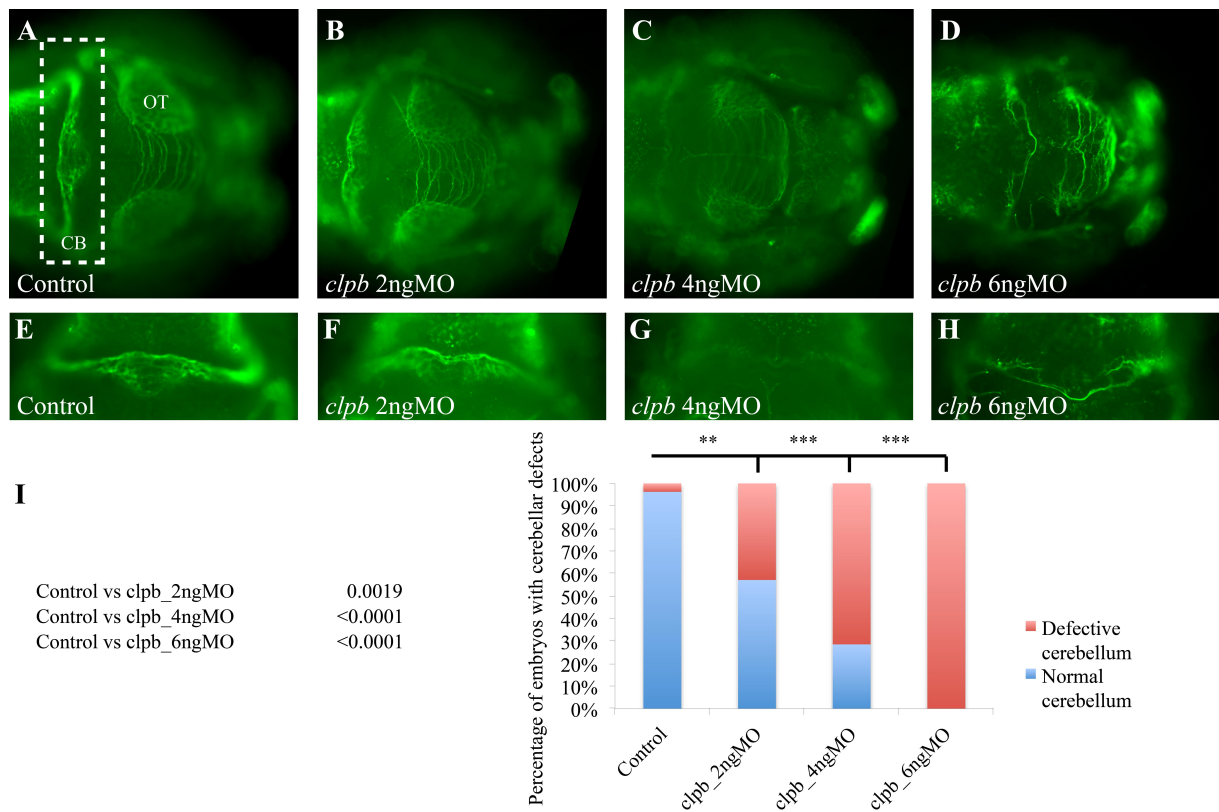 A
B
C
D
OT
CB
Control
clpb 2ngMO
clpb 4ngMO
clpb 6ngMO
E
F
G
H
Control
clpb 2ngMO
clpb 4ngMO
clpb 6ngMO
I
Control vs clpb_2ngMO 0.0019
Control vs clpb_4ngMO <0.0001
Control vs clpb_6ngMO <0.0001
Percentage of embryos with cerebellar defects
** *** ***
100%
90%
80%
70%
60%
50%
40%
30%
20%
10%
0%
Control
clpb_2ngMO
clpb_4ngMO
clpb_6ngMO
Defective
cerebellum
Normal
cerebellum